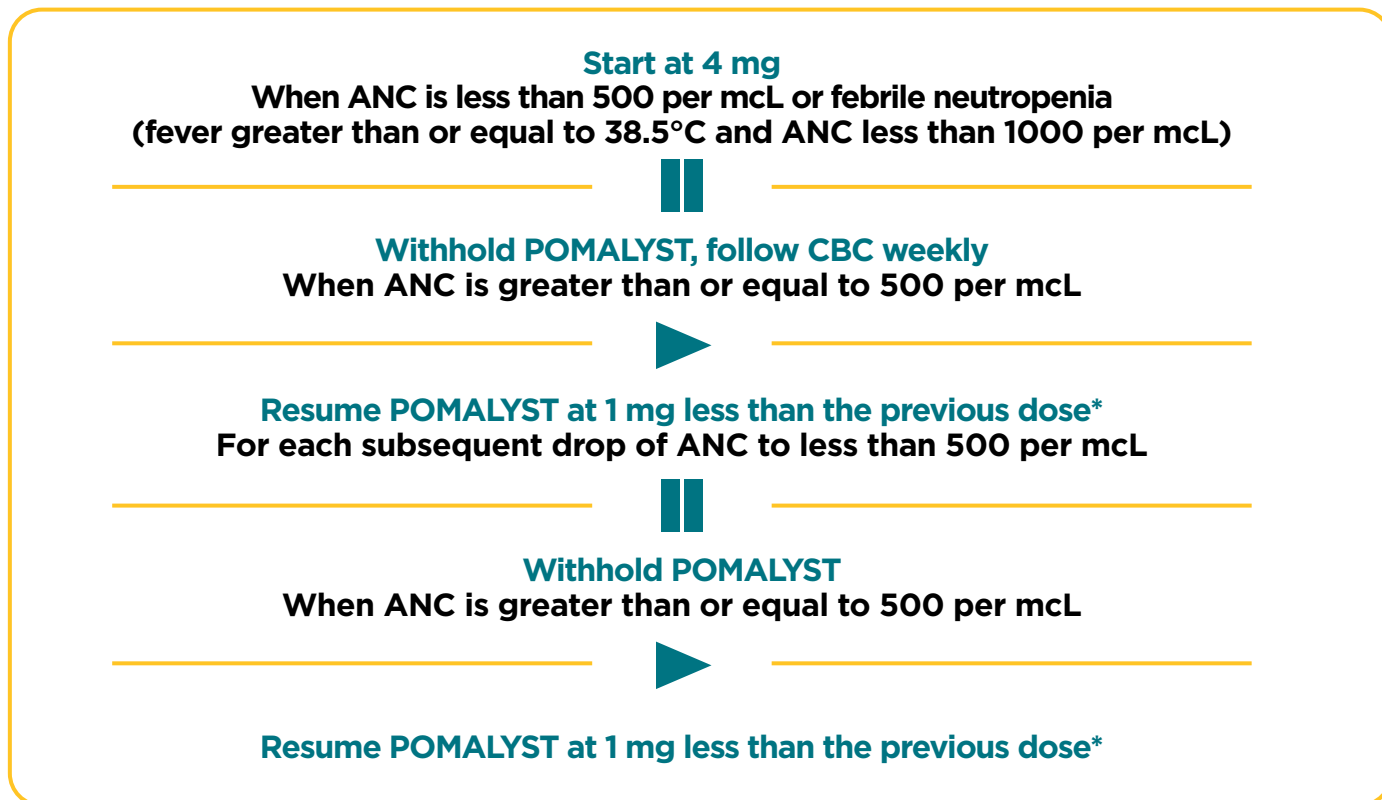 Start at 4 mg
When ANC is less than 500 per mcL or febrile neutropenia
(fever greater than or equal to 38.5°C and ANC less than 1000 per mcL)
Withhold POMALYST, follow CBC weekly
When ANC is greater than or equal to 500 per mcL
Resume POMALYST at 1 mg less than the previous dose*
For each subsequent drop of ANC to less than 500 per mcL
Withhold POMALYST
When ANC is greater than or equal to 500 per mcL
Resume POMALYST at 1 mg less than the previous dose*